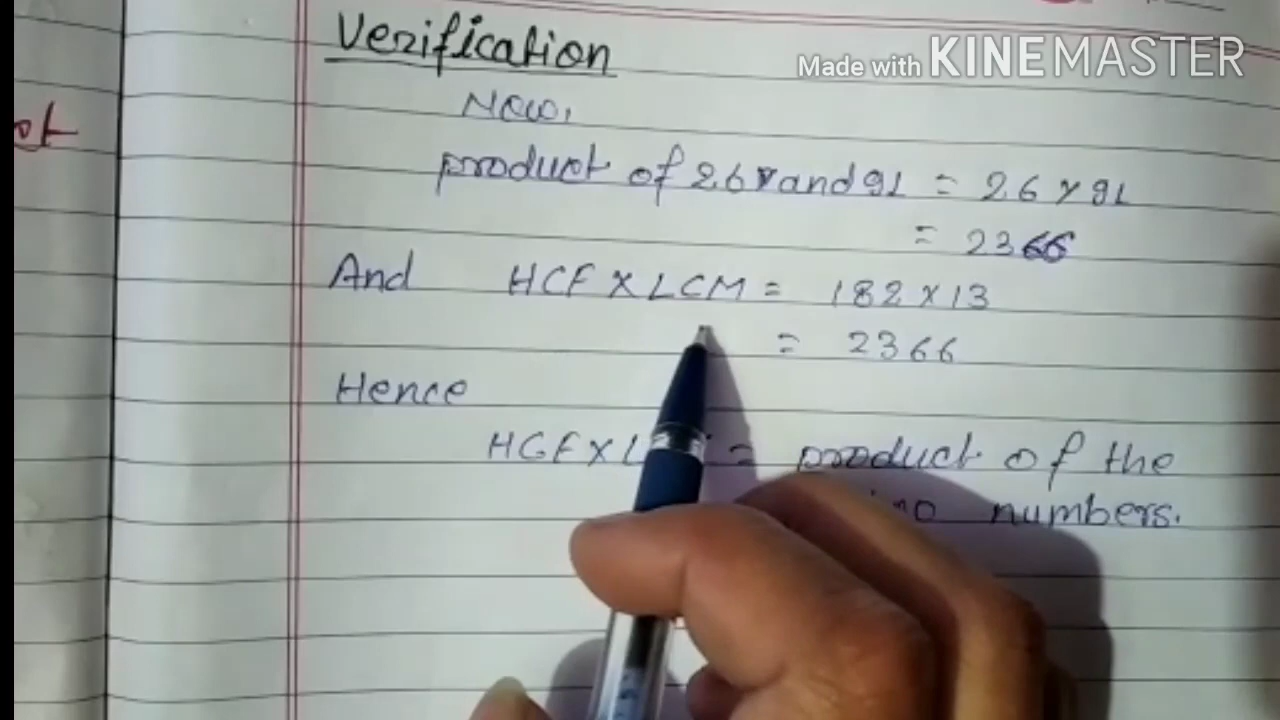 Made with KINEMASTER
Verification
Now,
ot
product of 26 and 91 = 26 × 91
= 2366
And HCF × LCM = 182 × 13
= 2366
Hence
HCF × L = product of the
numbers.